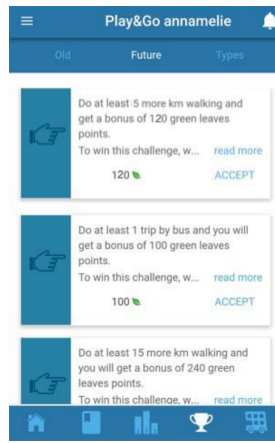 Play&Go annamelie
Old Future Types
Do at least 5 more km walking and
get a bonus of 120 green leaves
points.
To win this challenge, w... read more
120 ACCEPT
Do at least 1 trip by bus and you will
get a bonus of 100 green leaves
points.
To win this challenge, w... read more
100 ACCEPT
Do at least 15 more km walking and
you will get a bonus of 240 green
leaves points.
To win this challenge, w... read more